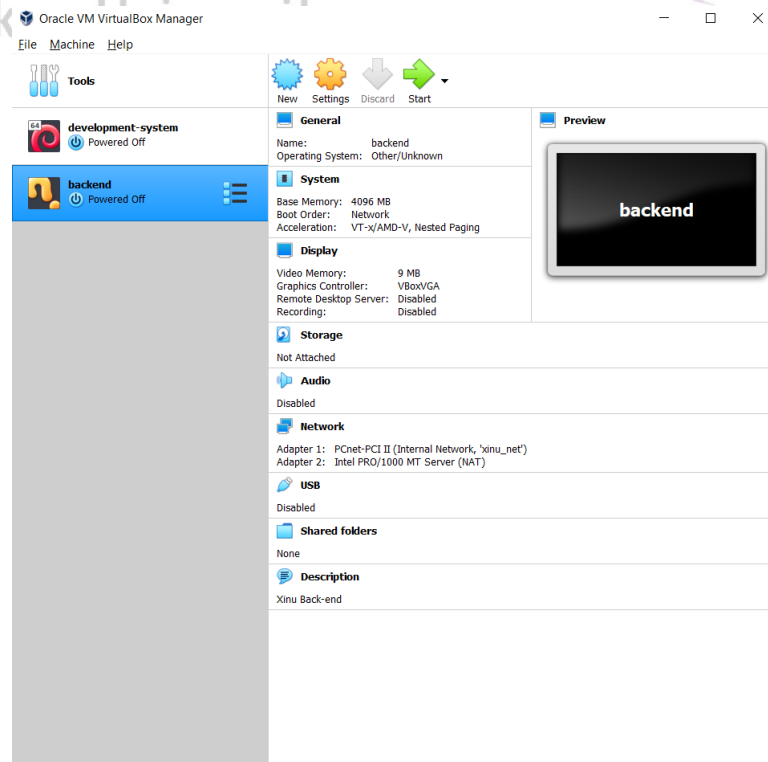 Oracle VM VirtualBox Manager
File Machine Help
Tools
New Settings Discard Start
64
development-system
Powered Off
backend
Powered Off
General
Name: backend
Operating System: Other/Unknown
System
Base Memory: 4096 MB
Boot Order: Network
Acceleration: VT-x/AMD-V, Nested Paging
Display
Video Memory: 9 MB
Graphics Controller: VBoxVGA
Remote Desktop Server: Disabled
Recording: Disabled
Preview
backend
Storage
Not Attached
Audio
Disabled
Network
Adapter 1: PCnet-PCI II (Internal Network, 'xinu_net')
Adapter 2: Intel PRO/1000 MT Server (NAT)
USB
Disabled
Shared folders
None
Description
Xinu Back-end